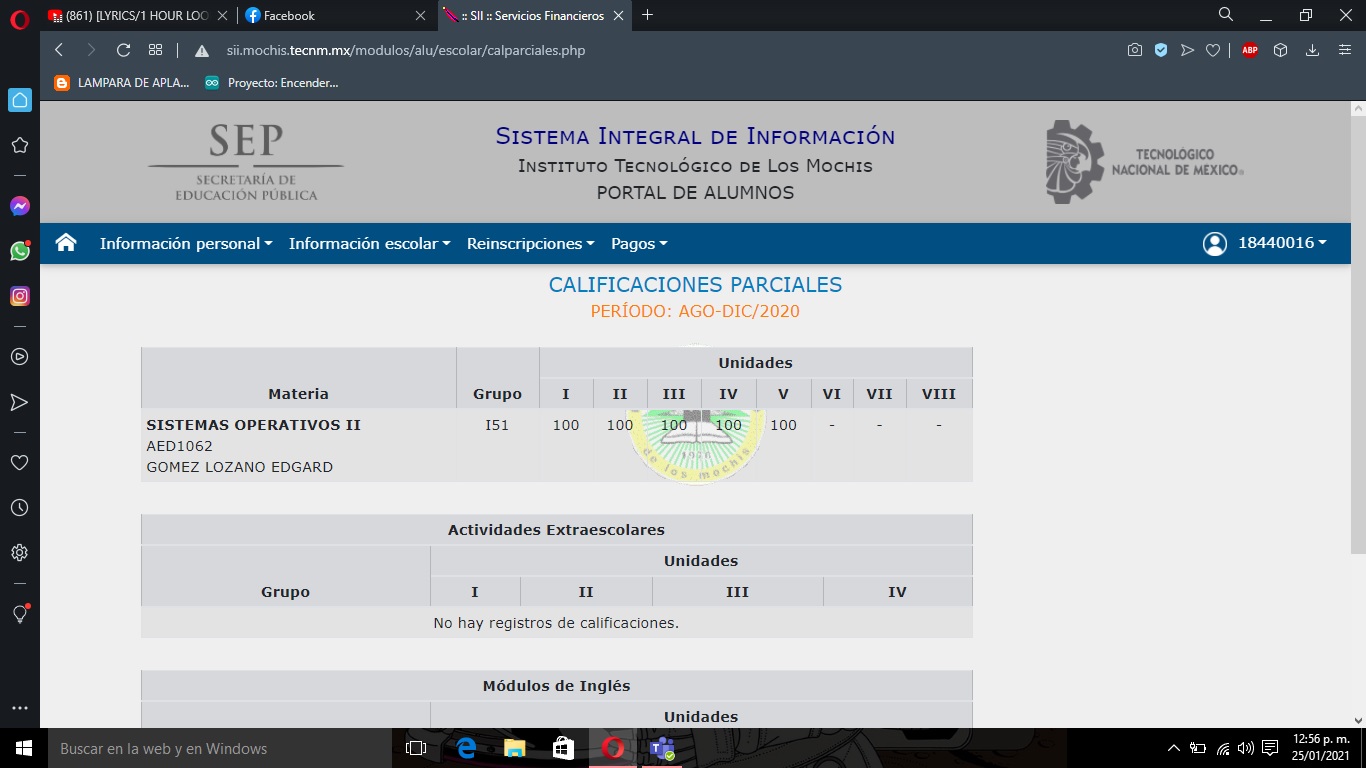 (861) [LYRICS/1 HOUR LOO
Facebook
:: SII :: Servicios Financieros
sii.mochis.tecnm.mx/modulos/alu/escolar/calparciales.php
ABP
LAMPARA DE APLA...
Proyecto: Encender...
SEP
SECRETARÍA DE
EDUCACIÓN PÚBLICA
SISTEMA INTEGRAL DE INFORMACIÓN
INSTITUTO TECNOLÓGICO DE LOS MOCHIS
PORTAL DE ALUMNOS
TECNOLÓGICO
NACIONAL DE MÉXICO
Información personal Información escolar Reinscripciones Pagos 18440016
CALIFICACIONES PARCIALES
PERÍODO: AGO-DIC/2020
Unidades
Materia Grupo I II III IV V VI VII VIII
SISTEMAS OPERATIVOS II I51 100 100 100 100 100 - - -
AED1062
GOMEZ LOZANO EDGARD
1976
de los mochis
Actividades Extraescolares
Unidades
Grupo I II III IV
No hay registros de calificaciones.
Módulos de Inglés
Unidades
Buscar en la web y en Windows
12:56 p. m.
25/01/2021